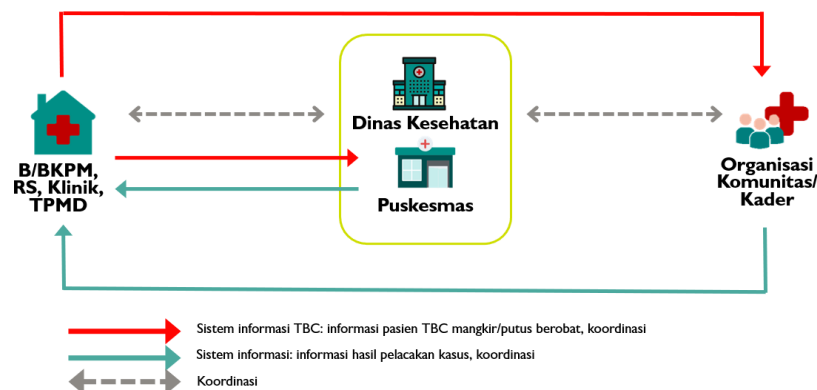 Dinas Kesehatan
Puskesmas
B/BKPM,
RS, Klinik,
TPMD
Organisasi
Komunitas/
Kader
Sistem informasi TBC: informasi pasien TBC mangkir/putus berobat, koordinasi
Sistem informasi: informasi hasil pelacakan kasus, koordinasi
Koordinasi